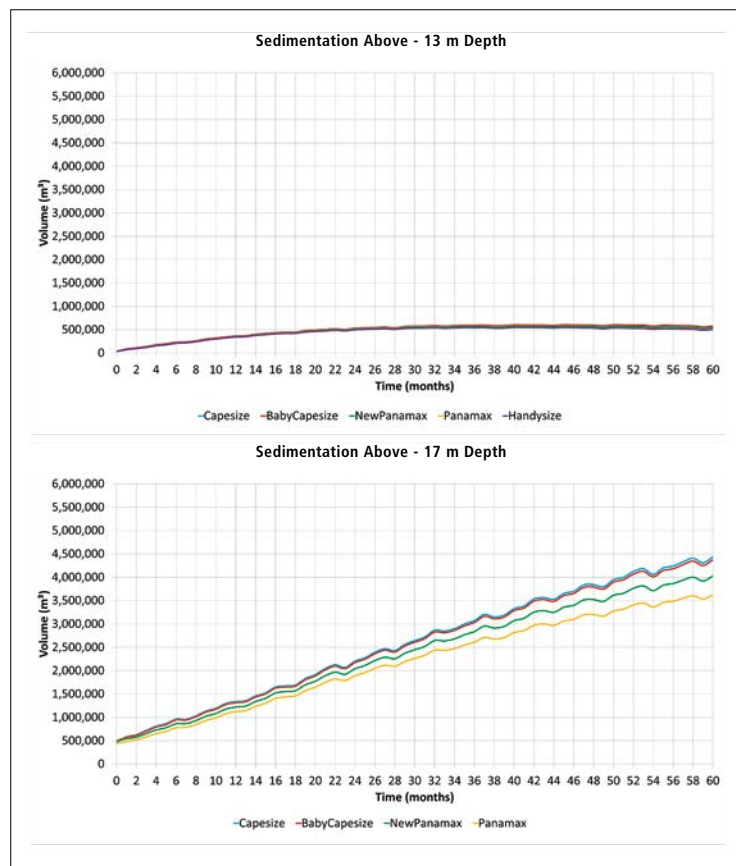 Sedimentation Above - 13 m Depth
6,000,000
5,500,000
5,000,000
4,500,000
4,000,000
3,500,000
3,000,000
2,500,000
2,000,000
1,500,000
1,000,000
500,000
0
Volume (m³)
0 2 4 6 8 10 12 14 16 18 20 22 24 26 28 30 32 34 36 38 40 42 44 46 48 50 52 54 56 58 60
Time (months)
Capesize BabyCapesize NewPanamax Panamax Handysize
Sedimentation Above - 17 m Depth
6,000,000
5,500,000
5,000,000
4,500,000
4,000,000
3,500,000
3,000,000
2,500,000
2,000,000
1,500,000
1,000,000
500,000
0
Volume (m³)
0 2 4 6 8 10 12 14 16 18 20 22 24 26 28 30 32 34 36 38 40 42 44 46 48 50 52 54 56 58 60
Time (months)
Capesize BabyCapesize NewPanamax Panamax